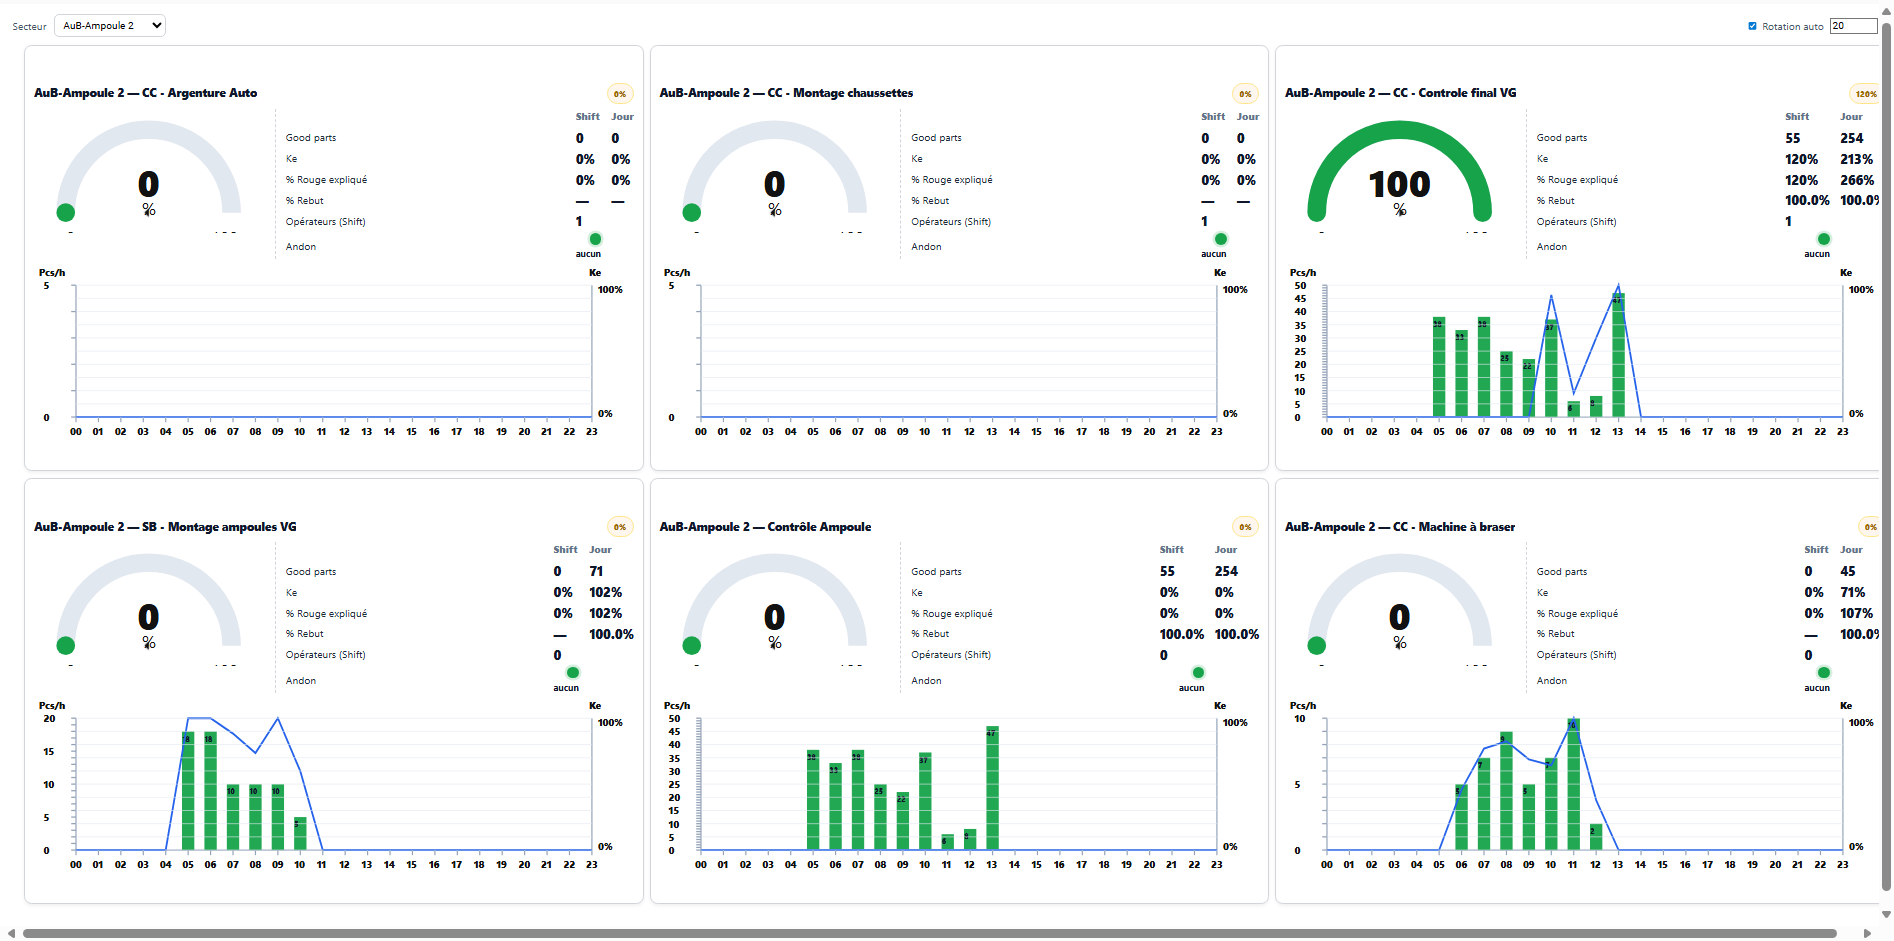 Secteur AuB-Ampoule 2 Rotation auto 20
AuB-Ampoule 2 — CC - Argenture Auto 0%
Shift Jour
Good parts 0 0
Ke 0% 0%
% Rouge expliqué 0% 0%
% Rebut — —
Opérateurs (Shift) 1
Andon
aucun
0
%
Pcs/h Ke
5 100%
0 0%
00 01 02 03 04 05 06 07 08 09 10 11 12 13 14 15 16 17 18 19 20 21 22 23
AuB-Ampoule 2 — CC - Montage chaussettes 0%
Shift Jour
Good parts 0 0
Ke 0% 0%
% Rouge expliqué 0% 0%
% Rebut — —
Opérateurs (Shift) 1
Andon
aucun
0
%
Pcs/h Ke
5 100%
0 0%
00 01 02 03 04 05 06 07 08 09 10 11 12 13 14 15 16 17 18 19 20 21 22 23
AuB-Ampoule 2 — CC - Controle final VG 120%
Shift Jour
Good parts 55 254
Ke 120% 213%
% Rouge expliqué 120% 266%
% Rebut 100.0% 100.0%
Opérateurs (Shift) 1
Andon
aucun
100
%
Pcs/h Ke
50 100%
45
40
35
30
25
20
15
10
5
0 0%
38 33 38 25 22 37 6 8 47
00 01 02 03 04 05 06 07 08 09 10 11 12 13 14 15 16 17 18 19 20 21 22 23
AuB-Ampoule 2 — SB - Montage ampoules VG 0%
Shift Jour
Good parts 0 71
Ke 0% 102%
% Rouge expliqué 0% 102%
% Rebut — 100.0%
Opérateurs (Shift) 0
Andon
aucun
0
%
Pcs/h Ke
20 100%
15
10
5
0 0%
18 18 10 10 10 5
00 01 02 03 04 05 06 07 08 09 10 11 12 13 14 15 16 17 18 19 20 21 22 23
AuB-Ampoule 2 — Contrôle Ampoule 0%
Shift Jour
Good parts 55 254
Ke 0% 0%
% Rouge expliqué 0% 0%
% Rebut 100.0% 100.0%
Opérateurs (Shift) 0
Andon
aucun
0
%
Pcs/h Ke
50 100%
45
40
35
30
25
20
15
10
5
0 0%
38 33 38 25 22 37 6 8 47
00 01 02 03 04 05 06 07 08 09 10 11 12 13 14 15 16 17 18 19 20 21 22 23
AuB-Ampoule 2 — CC - Machine à braser 0%
Shift Jour
Good parts 0 45
Ke 0% 71%
% Rouge expliqué 0% 107%
% Rebut — 100.0%
Opérateurs (Shift) 0
Andon
aucun
0
%
Pcs/h Ke
10 100%
5
0 0%
5 7 9 5 7 10 2
00 01 02 03 04 05 06 07 08 09 10 11 12 13 14 15 16 17 18 19 20 21 22 23